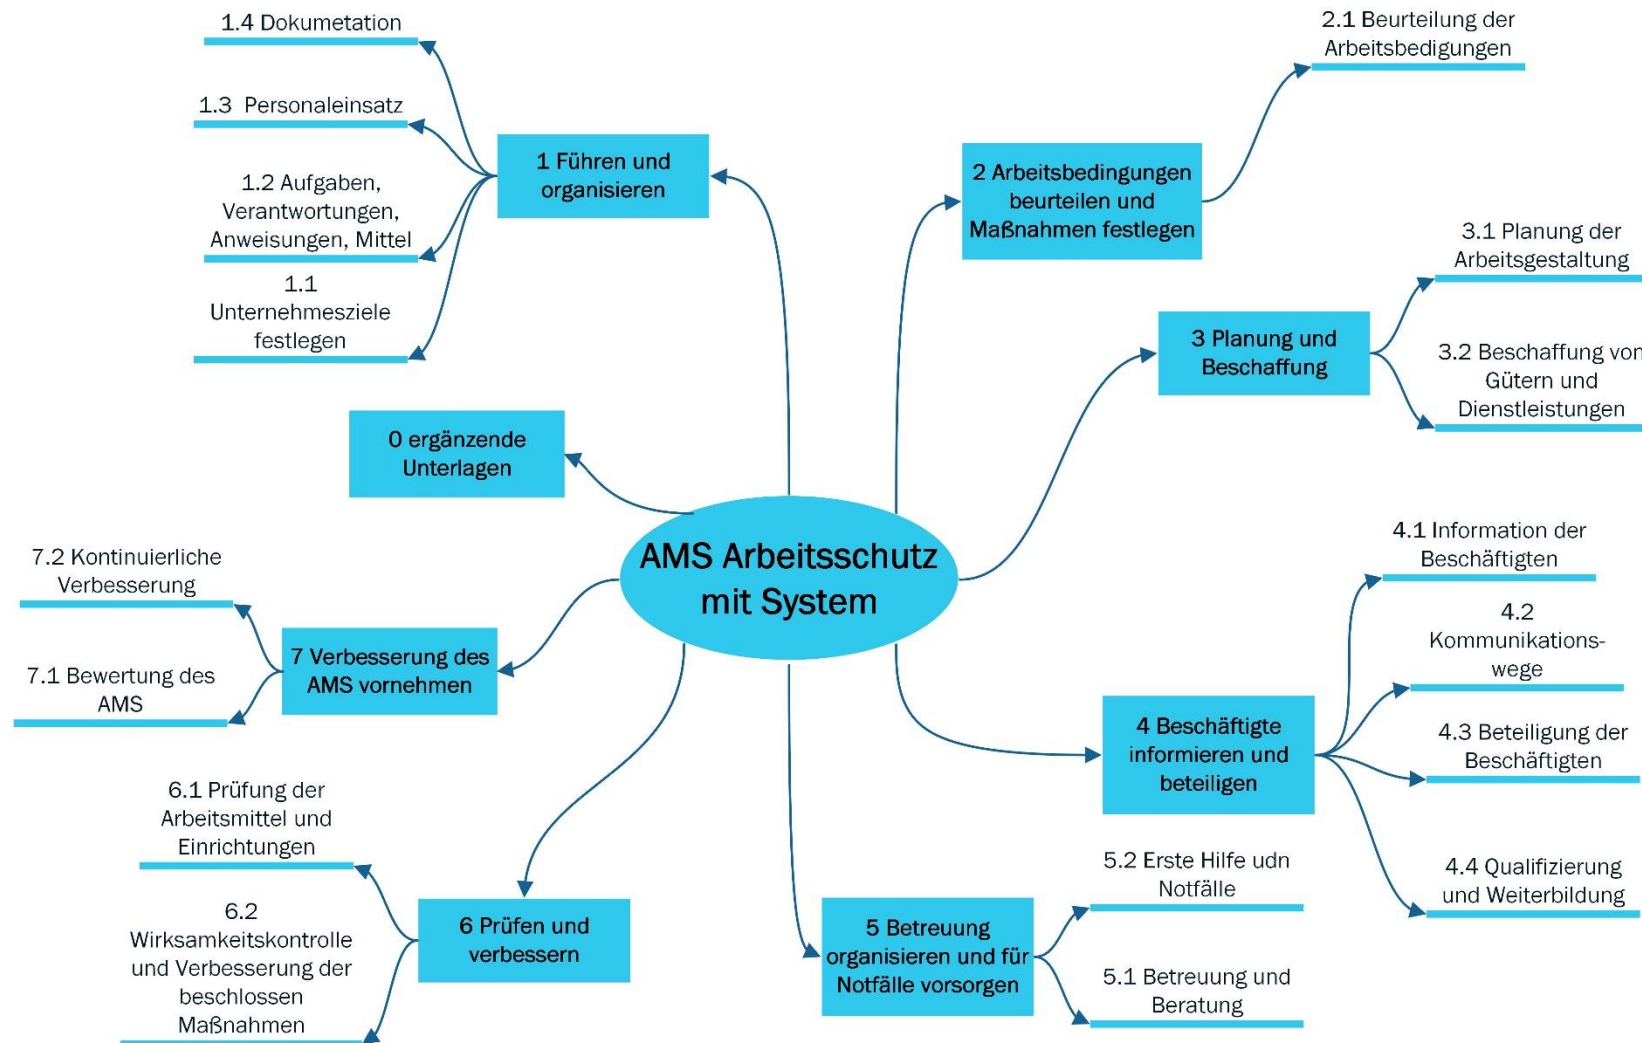 1.4 Dokumetation
1.3 Personaleinsatz
1.2 Aufgaben,
Verantwortungen,
Anweisungen, Mittel
1.1
Unternehmesziele
festlegen
1 Führen und
organisieren
2.1 Beurteilung der
Arbeitsbedigungen
2 Arbeitsbedingungen
beurteilen und
Maßnahmen festlegen
3.1 Planung der
Arbeitsgestaltung
3 Planung und
Beschaffung
3.2 Beschaffung von
Gütern und
Dienstleistungen
0 ergänzende
Unterlagen
AMS Arbeitsschutz
mit System
7.2 Kontinuierliche
Verbesserung
7 Verbesserung des
AMS vornehmen
7.1 Bewertung des
AMS
4.1 Information der
Beschäftigten
4.2
Kommunikations-
wege
4 Beschäftigte
informieren und
beteiligen
4.3 Beteiligung der
Beschäftigten
4.4 Qualifizierung
und Weiterbildung
6.1 Prüfung der
Arbeitsmittel und
Einrichtungen
6 Prüfen und
verbessern
6.2
Wirksamkeitskontrolle
und Verbesserung der
beschlossen
Maßnahmen
5.2 Erste Hilfe udn
Notfälle
5 Betreuung
organisieren und für
Notfälle vorsorgen
5.1 Betreuung und
Beratung